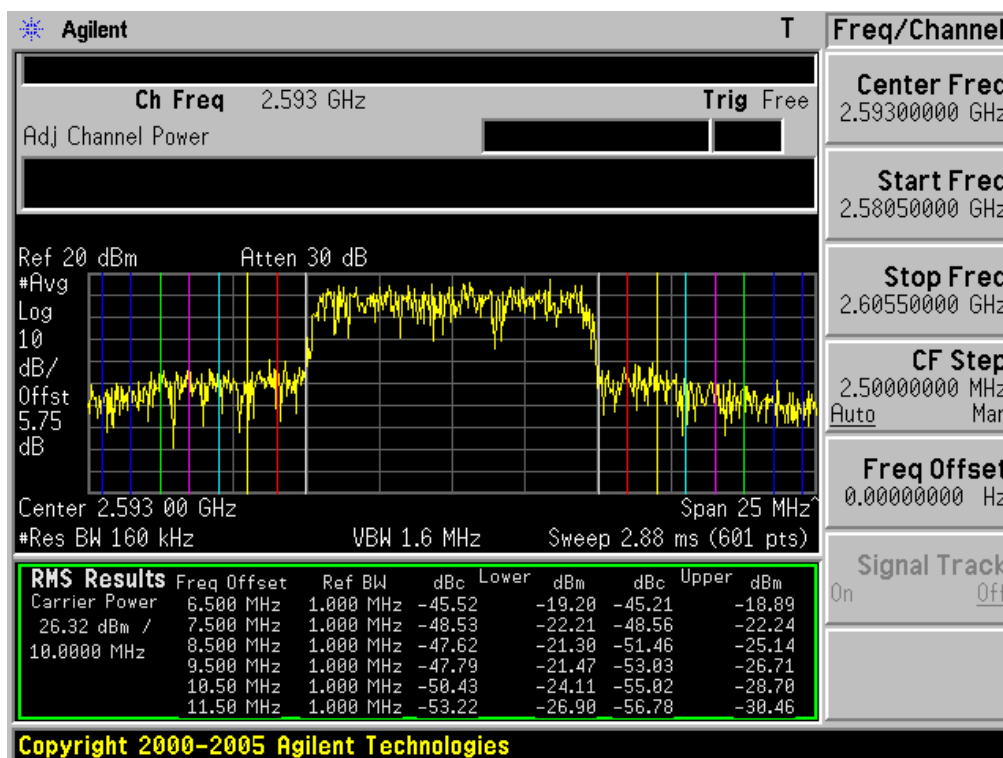 Agilent T Freq/Channel
Ch Freq 2.593 GHz Trig Free
Adj Channel Power
Center Freq
2.59300000 GHz
Start Freq
2.58050000 GHz
Stop Freq
2.60550000 GHz
CF Step
2.50000000 MHz
Auto Man
Freq Offset
0.00000000 Hz
Signal Track
On Off
Ref 20 dBm Atten 30 dB
#Avg
Log
10
dB/
Offst
5.75
dB
Center 2.593 00 GHz Span 25 MHz^
#Res BW 160 kHz VBW 1.6 MHz Sweep 2.88 ms (601 pts)
RMS Results Freq Offset Ref BW dBc Lower dBm dBc Upper dBm
Carrier Power 6.500 MHz 1.000 MHz -45.52 -19.20 -45.21 -18.89
26.32 dBm / 7.500 MHz 1.000 MHz -48.53 -22.21 -48.56 -22.24
10.0000 MHz 8.500 MHz 1.000 MHz -47.62 -21.30 -51.46 -25.14
9.500 MHz 1.000 MHz -47.79 -21.47 -53.03 -26.71
10.50 MHz 1.000 MHz -50.43 -24.11 -55.02 -28.70
11.50 MHz 1.000 MHz -53.22 -26.90 -56.78 -30.46
Copyright 2000-2005 Agilent Technologies